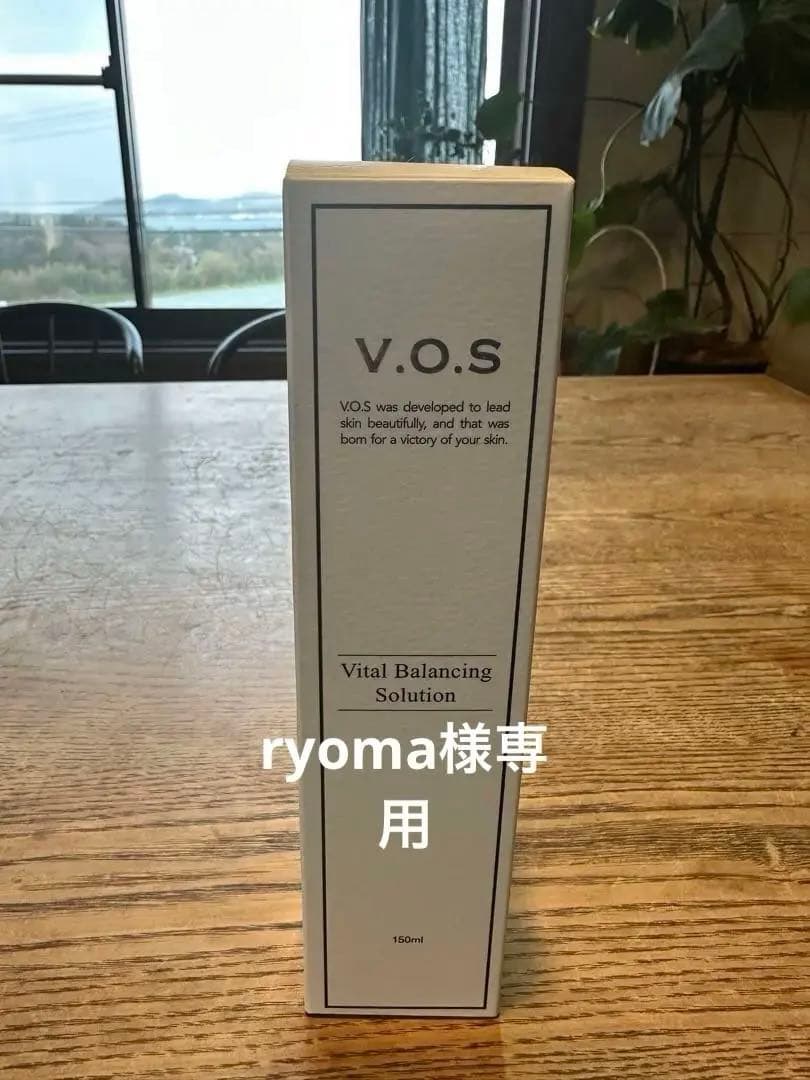 V.O.S
V.O.S was developed to lead
skin beautifully, and that was
born for a victory of your skin.
Vital Balancing
Solution
ryoma様専
用
150ml